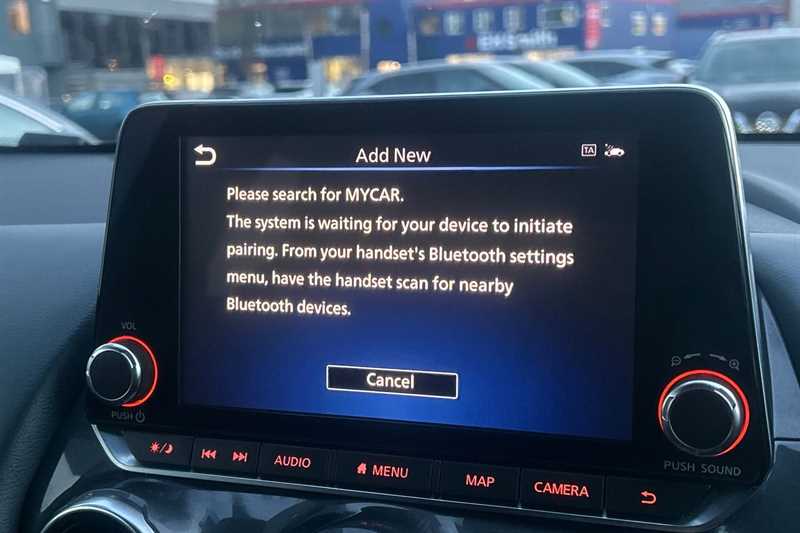 Add New
TA
Please search for MYCAR.
The system is waiting for your device to initiate
pairing. From your handset's Bluetooth settings
menu, have the handset scan for nearby
Bluetooth devices.
Cancel
VOL
PUSH
AUDIO
MENU
MAP
CAMERA
PUSH SOUND